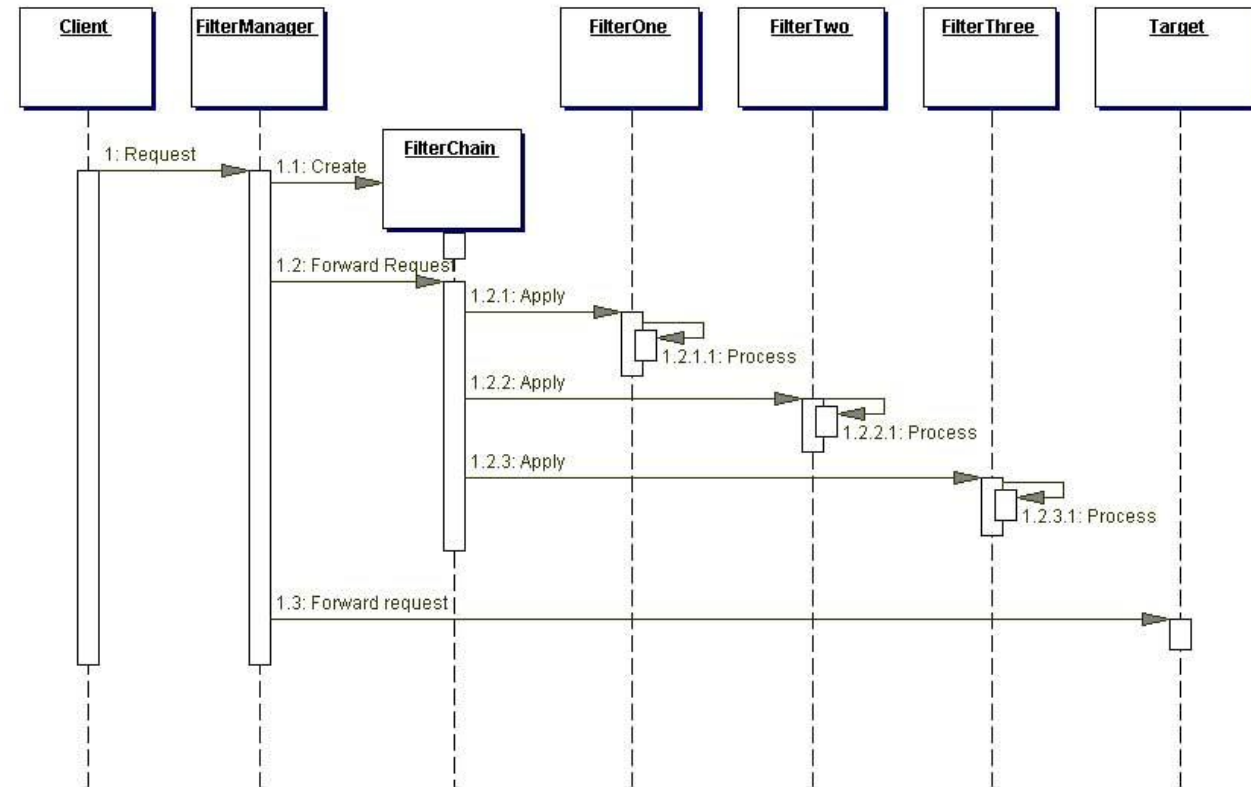 Client
FilterManager
FilterOne
FilterTwo
FilterThree
Target
FilterChain
1: Request
1.1: Create
1.2: Forward Request
1.2.1: Apply
1.2.1.1: Process
1.2.2: Apply
1.2.2.1: Process
1.2.3: Apply
1.2.3.1: Process
1.3: Forward request